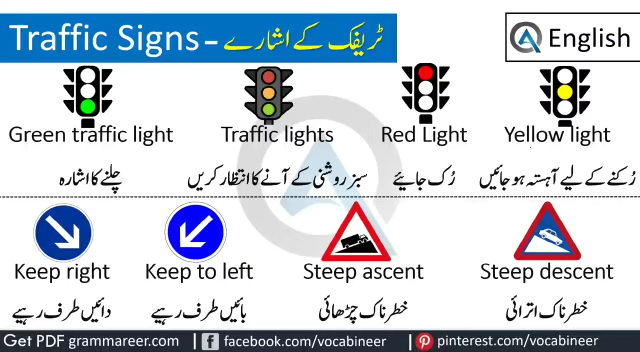 Traffic Signs - ٹریفک کے اشارے
AQ English
Green traffic light
Traffic lights
Red Light
Yellow light
چلنے کا اشارہ
سبز روشنی کے آنے کا انتظار کریں
رُک جایئے
رُکنے کے لیے آہستہ ہو جائیں
Keep right
Keep to left
Steep ascent
Steep descent
دائیں طرف رہیے
بائیں طرف رہیے
خطرناک چڑھائی
خطرناک اترائی
Get PDF grammareer.com | facebook.com/vocabineer | pinterest.com/vocabineer